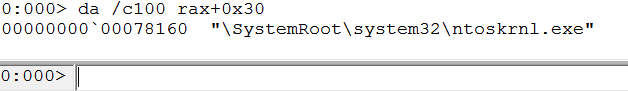 0:000> da /c100 rax+0x30
00000000`00078160  "\SystemRoot\system32\ntoskrnl.exe"
0:000>